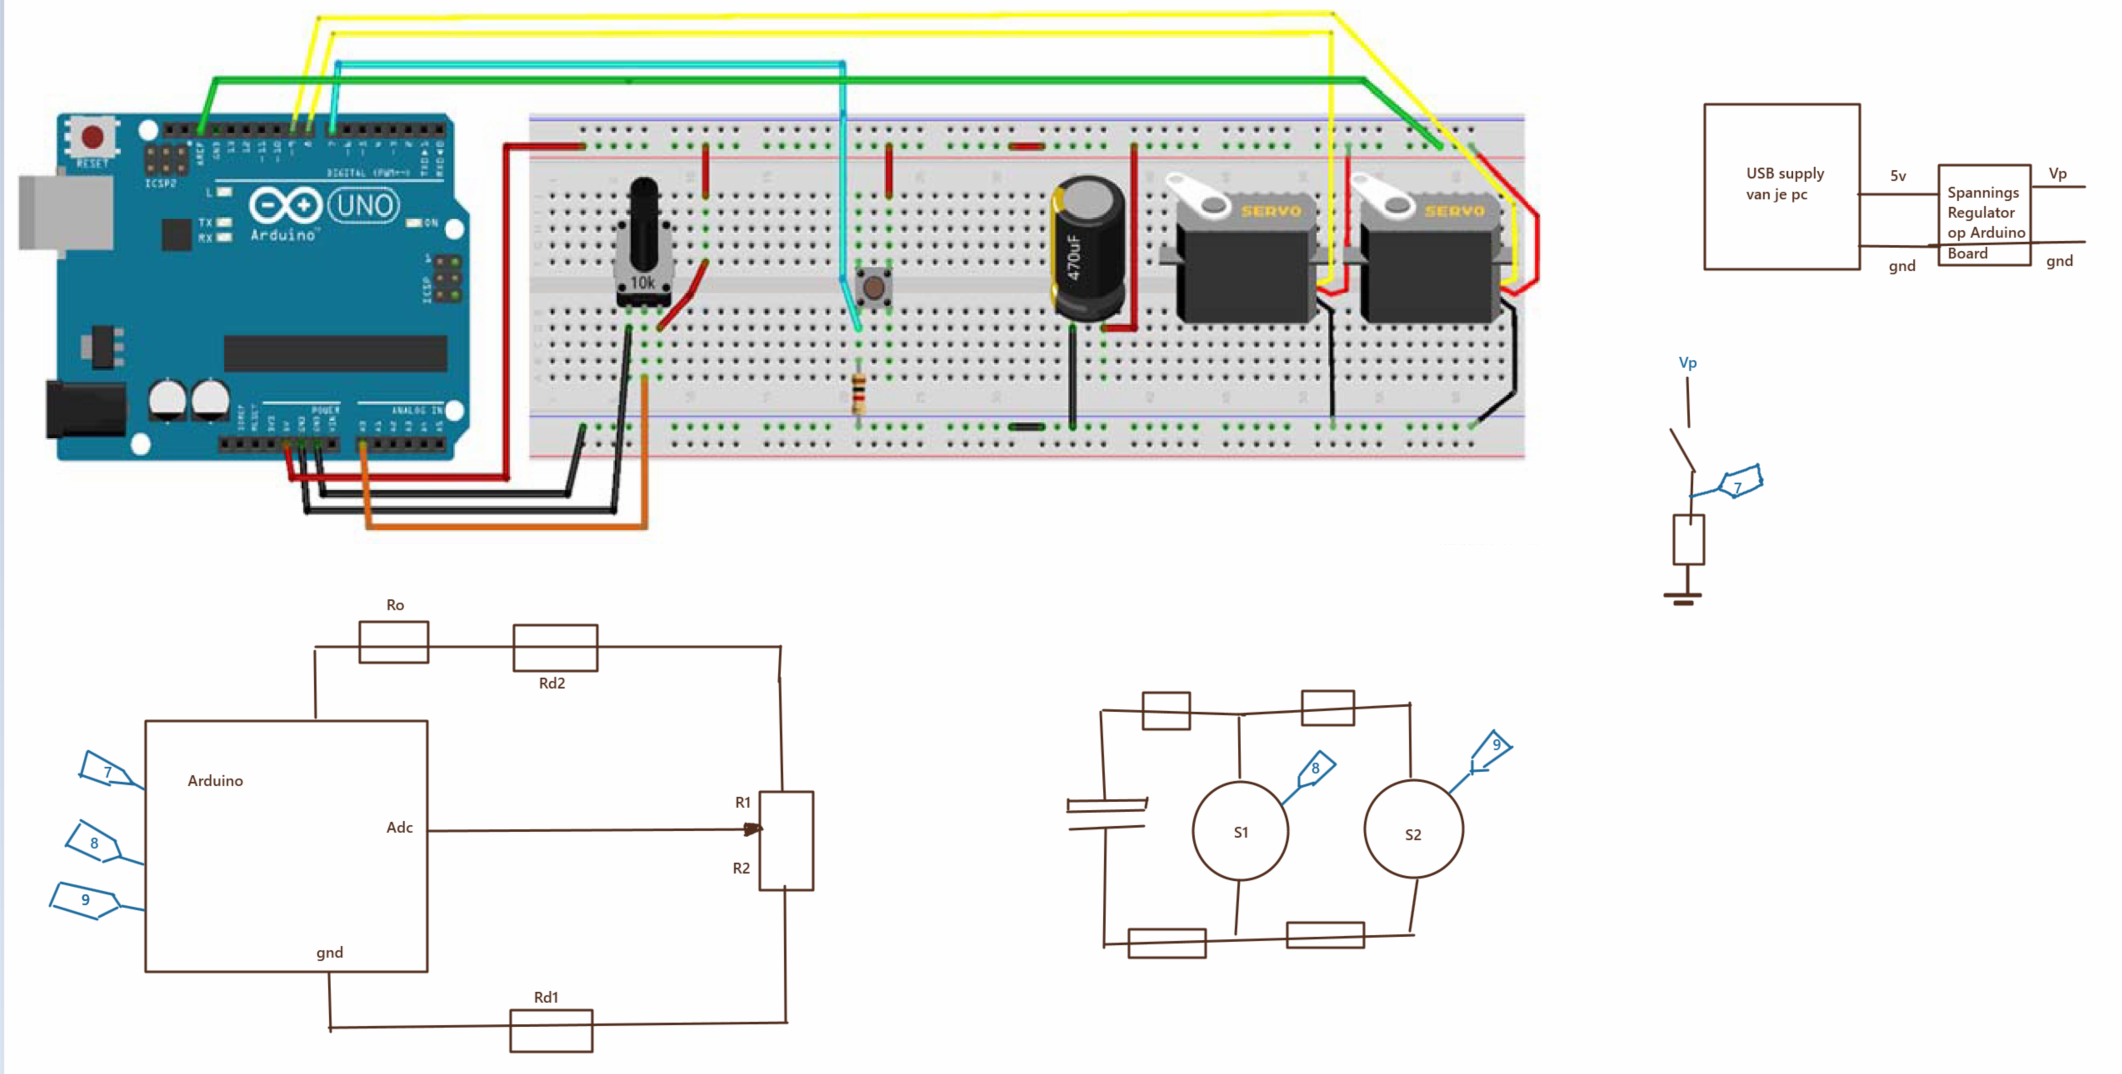 RESET
ICSP2
AREF
GND
13
12
~11
~10
~9
8
7
~6
~5
4
~3
2
TX0▶1
RX0◀0
DIGITAL (PWM~)
L
TX
RX
UNO
Arduino™
ON
ICSP
10k
470uF
SERVO
SERVO
IOREF
RESET
3V3
5V
GND
GND
VIN
POWER
ANALOG IN
A0
A1
A2
A3
A4
A5
USB supply
van je pc
5v
gnd
Spannings
Regulator
op Arduino
Board
Vp
gnd
Vp
7
Ro
Rd2
Arduino
7
8
9
Adc
gnd
R1
R2
Rd1
S1
8
S2
9